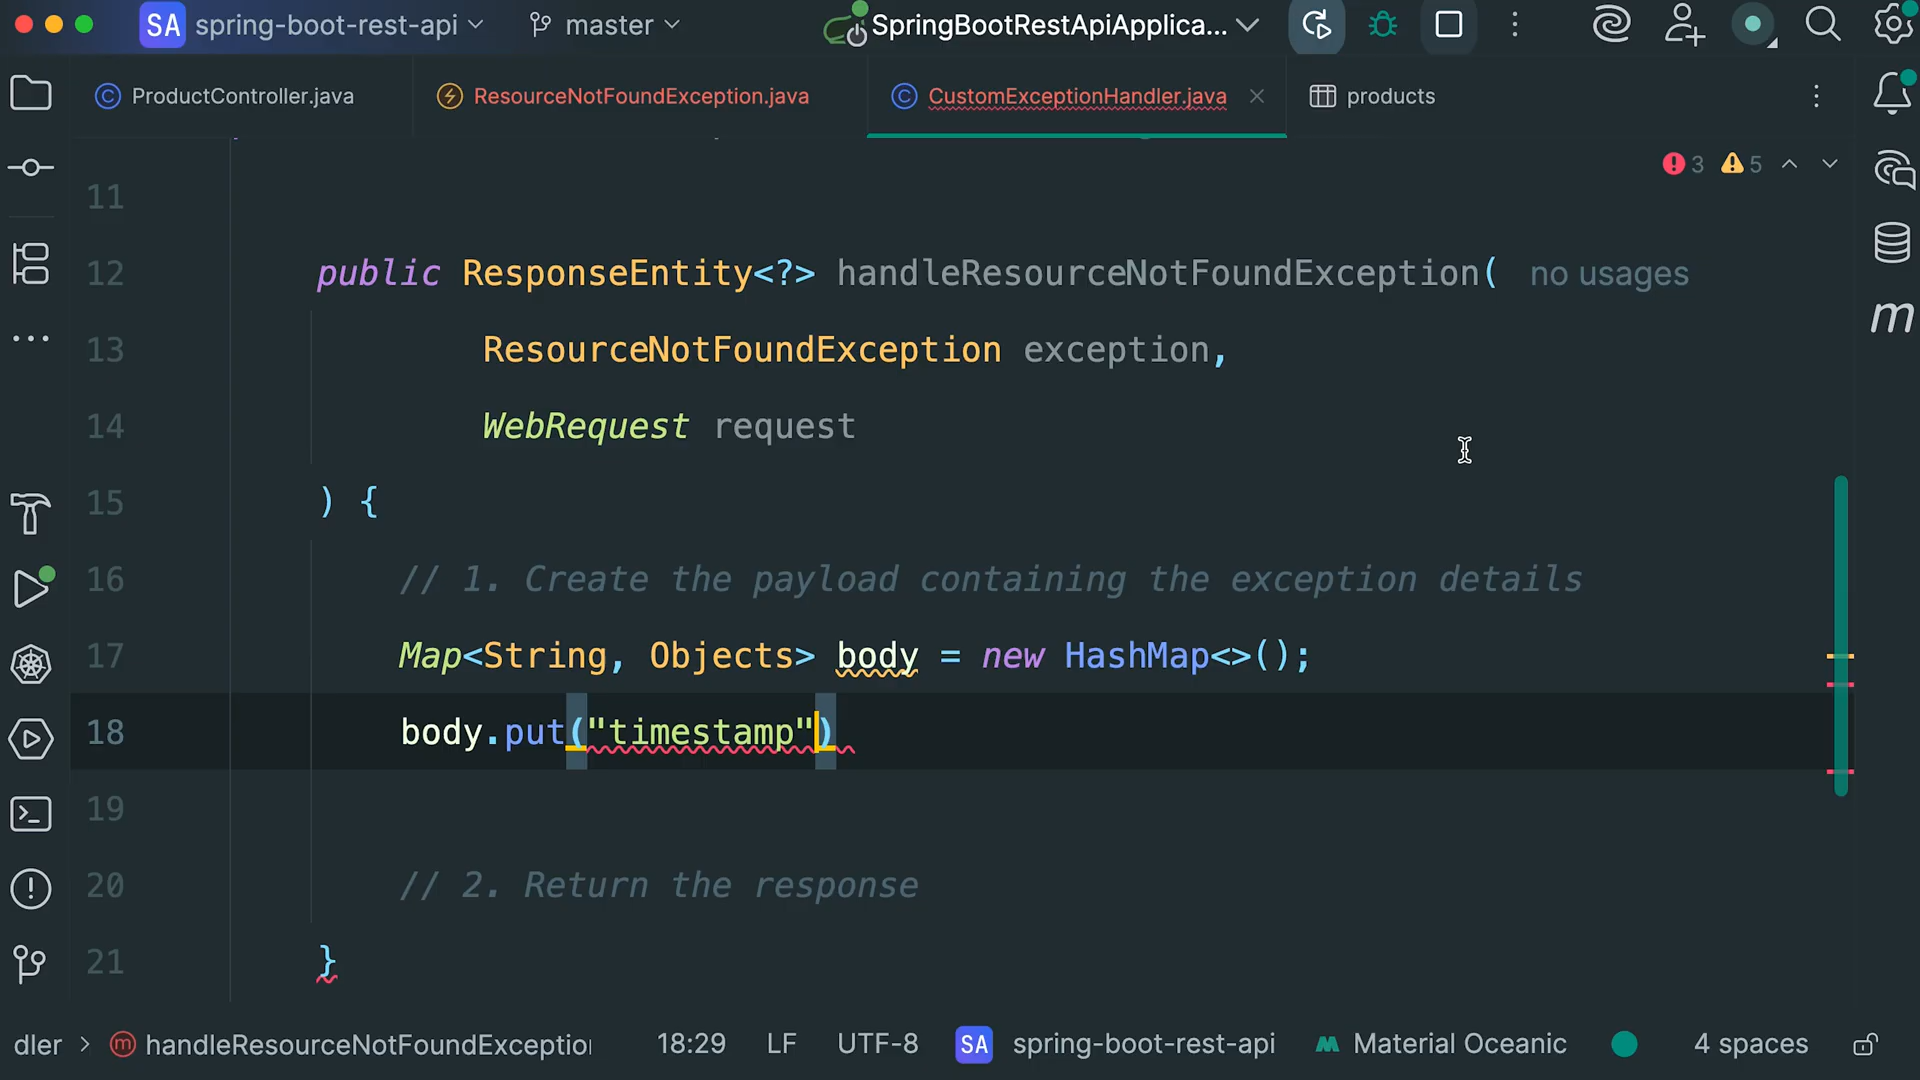 SA spring-boot-rest-api master SpringBootRestApiApplica...
ProductController.java ResourceNotFoundException.java CustomExceptionHandler.java products
3 5
11
12 public ResponseEntity<?> handleResourceNotFoundException( no usages
13 ResourceNotFoundException exception,
14 WebRequest request
15 ) {
16 // 1. Create the payload containing the exception details
17 Map<String, Objects> body = new HashMap<>();
18 body.put("timestamp")
19
20 // 2. Return the response
21 }
dler > m handleResourceNotFoundExceptio 18:29 LF UTF-8 SA spring-boot-rest-api Material Oceanic 4 spaces